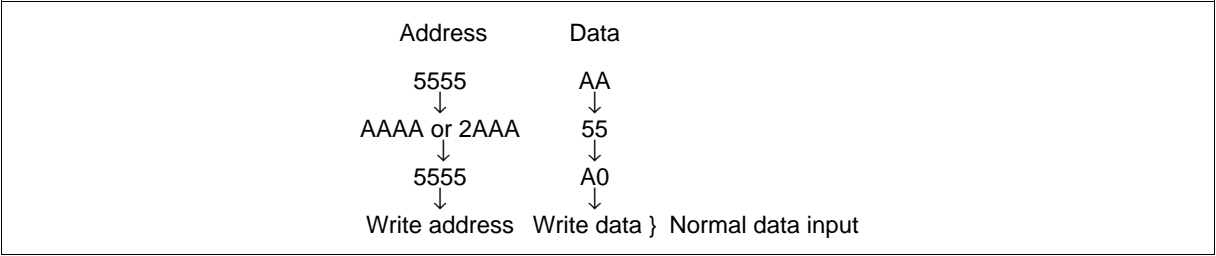 Address Data
5555 AA
↓ ↓
AAAA or 2AAA 55
↓ ↓
5555 A0
↓ ↓
Write address Write data } Normal data input